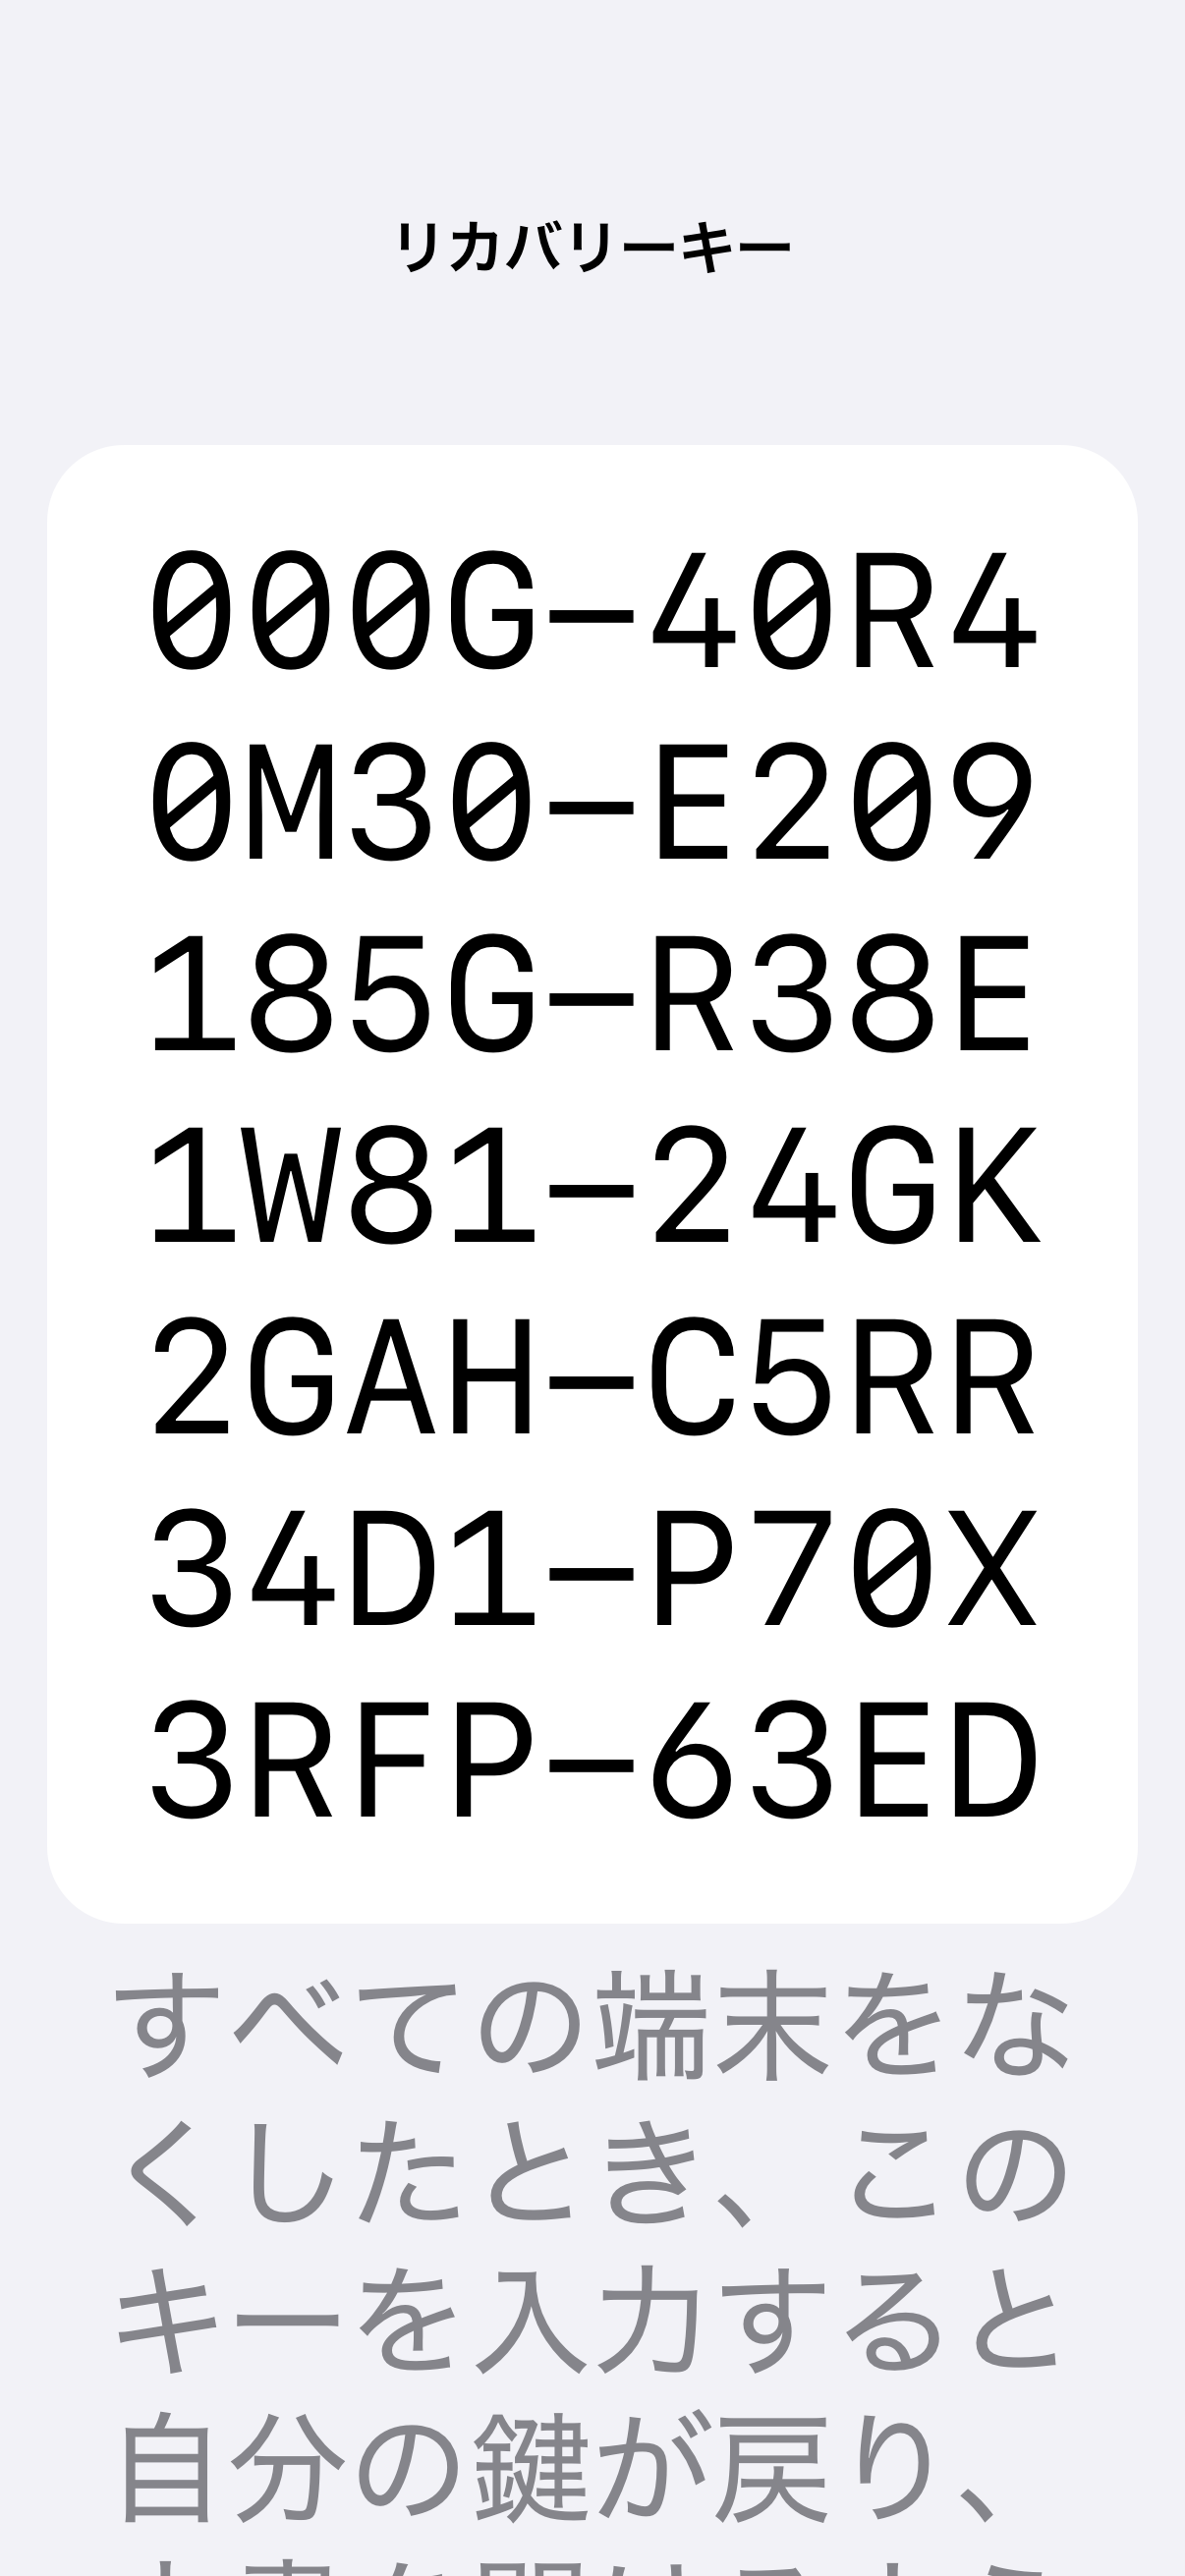 リカバリーキー
000G-40R4
0M30-E209
185G-R38E
1W81-24GK
2GAH-C5RR
34D1-P70X
3RFP-63ED
すべての端末をな
くしたとき、この
キーを入力すると
自分の鍵が戻り、